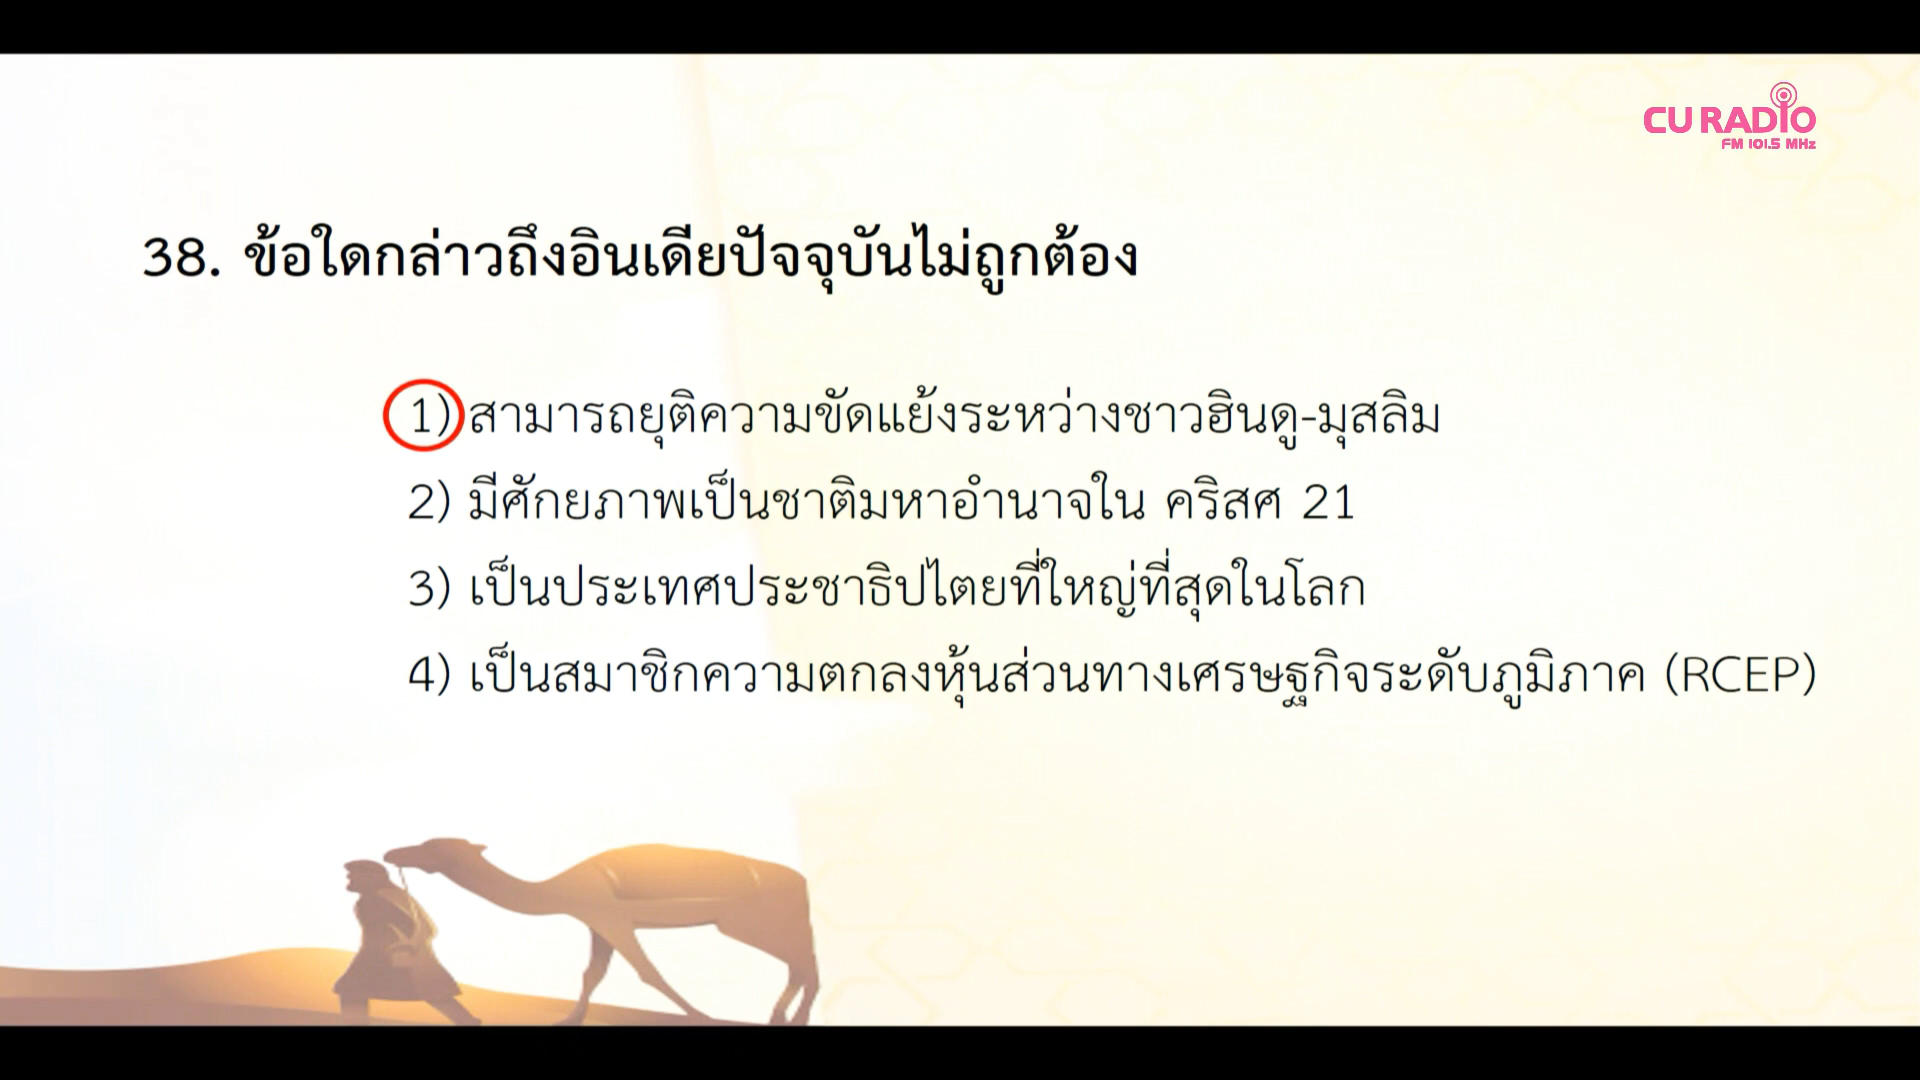 CU RADIO
FM 101.5 MHz
38. ข้อใดกล่าวถึงอินเดียปัจจุบันไม่ถูกต้อง
1) สามารถยุติความขัดแย้งระหว่างชาวฮินดู-มุสลิม
2) มีศักยภาพเป็นชาติมหาอำนาจใน คริสศ 21
3) เป็นประเทศประชาธิปไตยที่ใหญ่ที่สุดในโลก
4) เป็นสมาชิกความตกลงหุ้นส่วนทางเศรษฐกิจระดับภูมิภาค (RCEP)